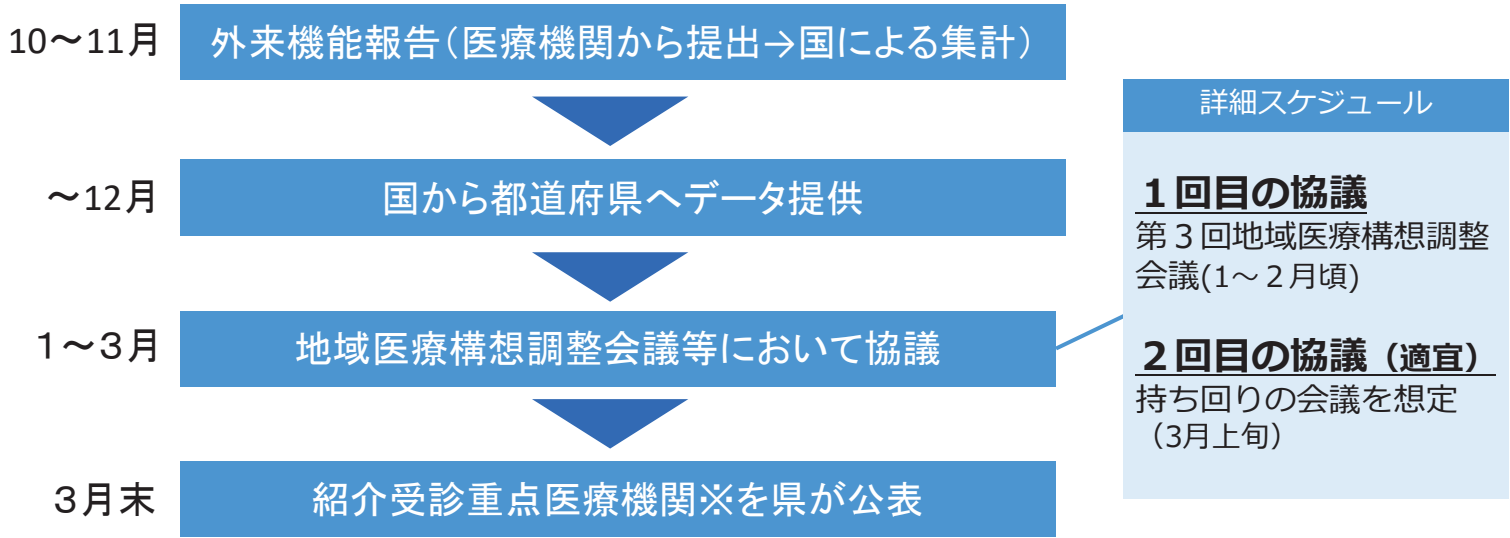 10～11月
外来機能報告（医療機関から提出→国による集計）
～12月
国から都道府県へデータ提供
１～３月
地域医療構想調整会議等において協議
３月末
紹介受診重点医療機関※を県が公表
詳細スケジュール
１回目の協議
第３回地域医療構想調整
会議(1～２月頃)
２回目の協議（適宜）
持ち回りの会議を想定
（3月上旬）